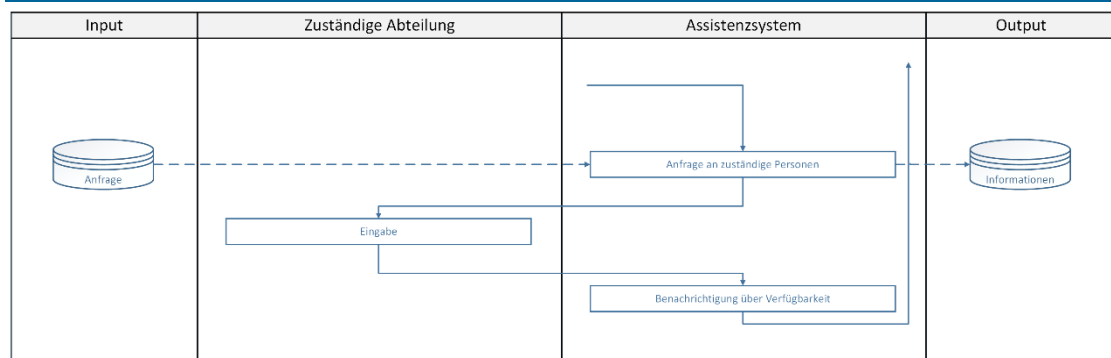 Input
Zuständige Abteilung
Assistenzsystem
Output
Anfrage
Anfrage an zuständige Personen
Informationen
Eingabe
Benachrichtigung über Verfügbarkeit